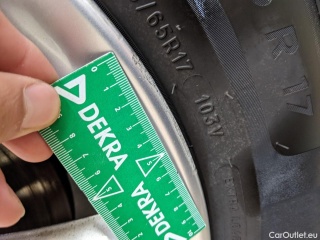 /65R17
103V
R 17
DEKRA
DEKRA
CarOutlet.eu